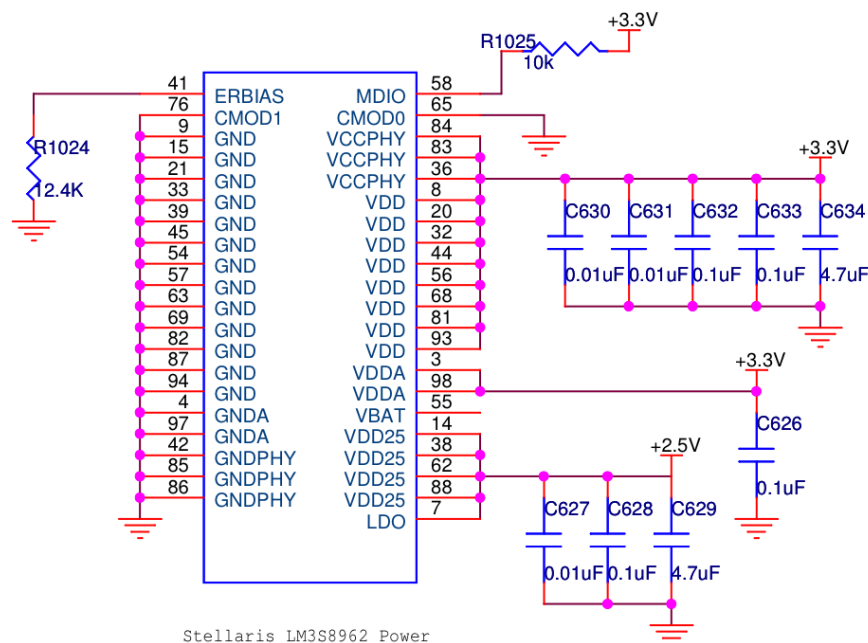 +3.3V
R1025
10k
41 ERBIAS MDIO 58
76 CMOD1 CMOD0 65
9 GND VCCPHY 84
15 GND VCCPHY 83
21 GND VCCPHY 36
33 GND VDD 8
39 GND VDD 20
45 GND VDD 32
54 GND VDD 44
57 GND VDD 56
63 GND VDD 68
69 GND VDD 81
82 GND VDD 93
87 GND VDDA 3
94 GND VDDA 98
4 GNDA VBAT 55
97 GNDA VDD25 14
42 GNDPHY VDD25 38
85 GNDPHY VDD25 62
86 GNDPHY VDD25 88
LDO 7
R1024
12.4K
+3.3V
C630 C631 C632 C633 C634
0.01uF 0.01uF 0.1uF 0.1uF 4.7uF
+3.3V
C626
0.1uF
+2.5V
C627 C628 C629
0.01uF 0.1uF 4.7uF
Stellaris LM3S8962 Power